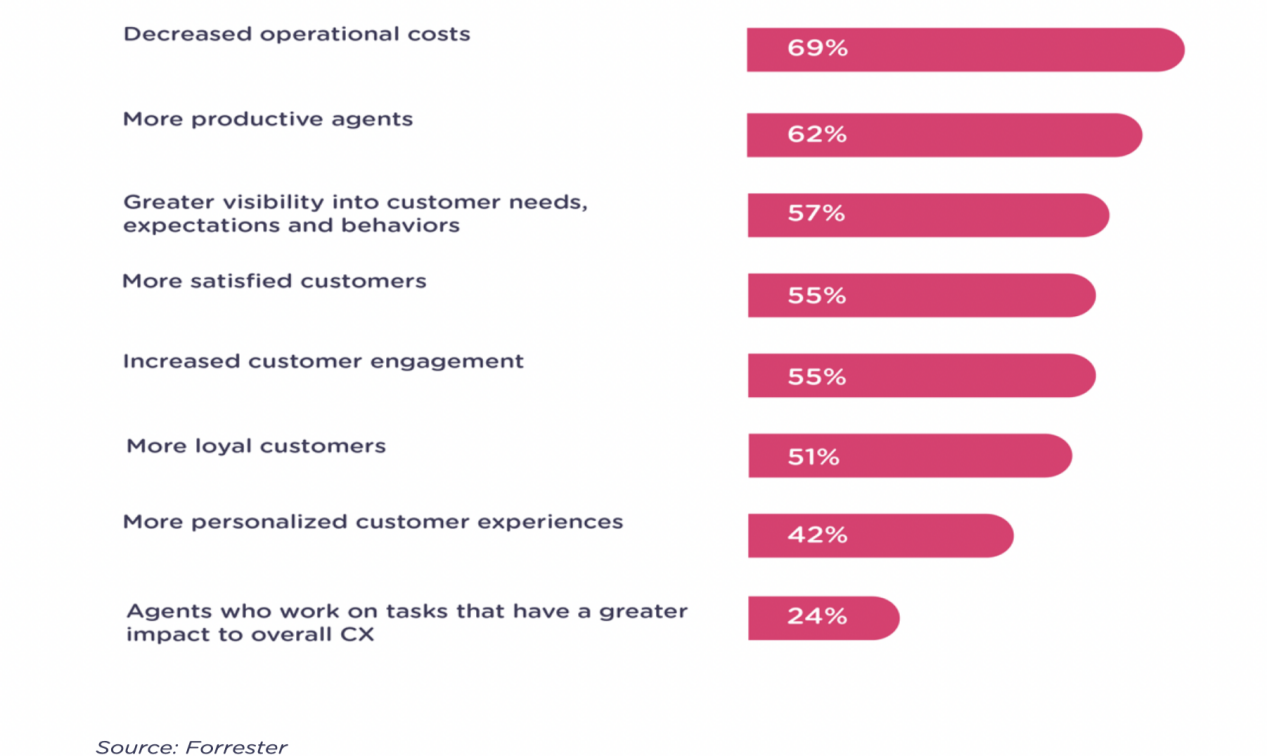 Decreased operational costs
69%
More productive agents
62%
Greater visibility into customer needs,
expectations and behaviors
57%
More satisfied customers
55%
Increased customer engagement
55%
More loyal customers
51%
More personalized customer experiences
42%
Agents who work on tasks that have a greater
impact to overall CX
24%
Source: Forrester